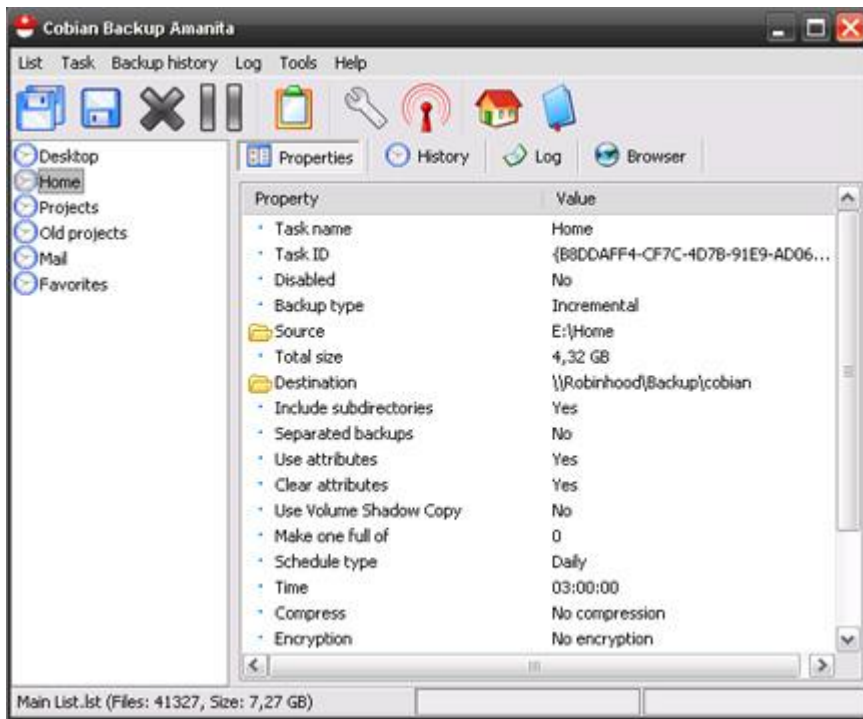 Cobian Backup Amanita
List Task Backup history Log Tools Help
Properties History Log Browser
Desktop
Home
Projects
Old projects
Mail
Favorites
Property Value
Task name Home
Task ID {B8DDAFF4-CF7C-4D7B-91E9-AD06...
Disabled No
Backup type Incremental
Source E:\Home
Total size 4,32 GB
Destination \\Robinhood\Backup\cobian
Include subdirectories Yes
Separated backups No
Use attributes Yes
Clear attributes Yes
Use Volume Shadow Copy No
Make one full of 0
Schedule type Daily
Time 03:00:00
Compress No compression
Encryption No encryption
Main List.lst (Files: 41327, Size: 7,27 GB)